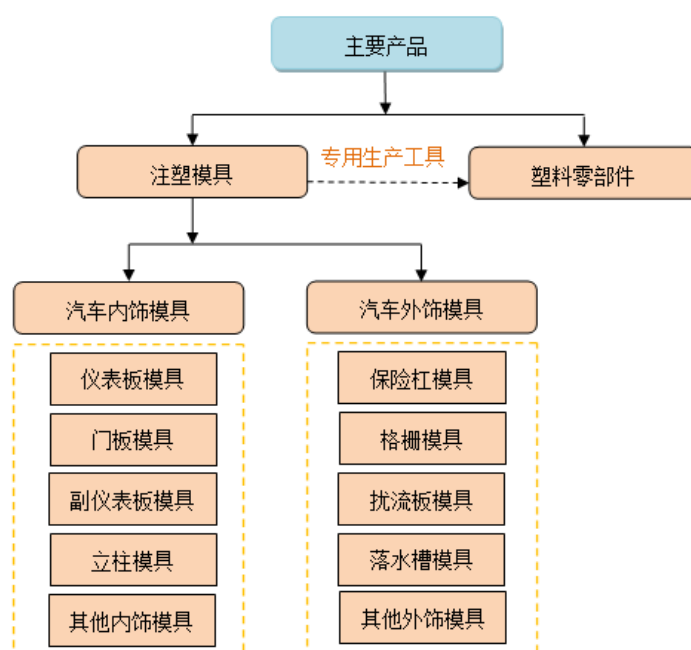 主要产品
注塑模具
专用生产工具
塑料零部件
汽车内饰模具
汽车外饰模具
仪表板模具
门板模具
副仪表板模具
立柱模具
其他内饰模具
保险杠模具
格栅模具
扰流板模具
落水槽模具
其他外饰模具